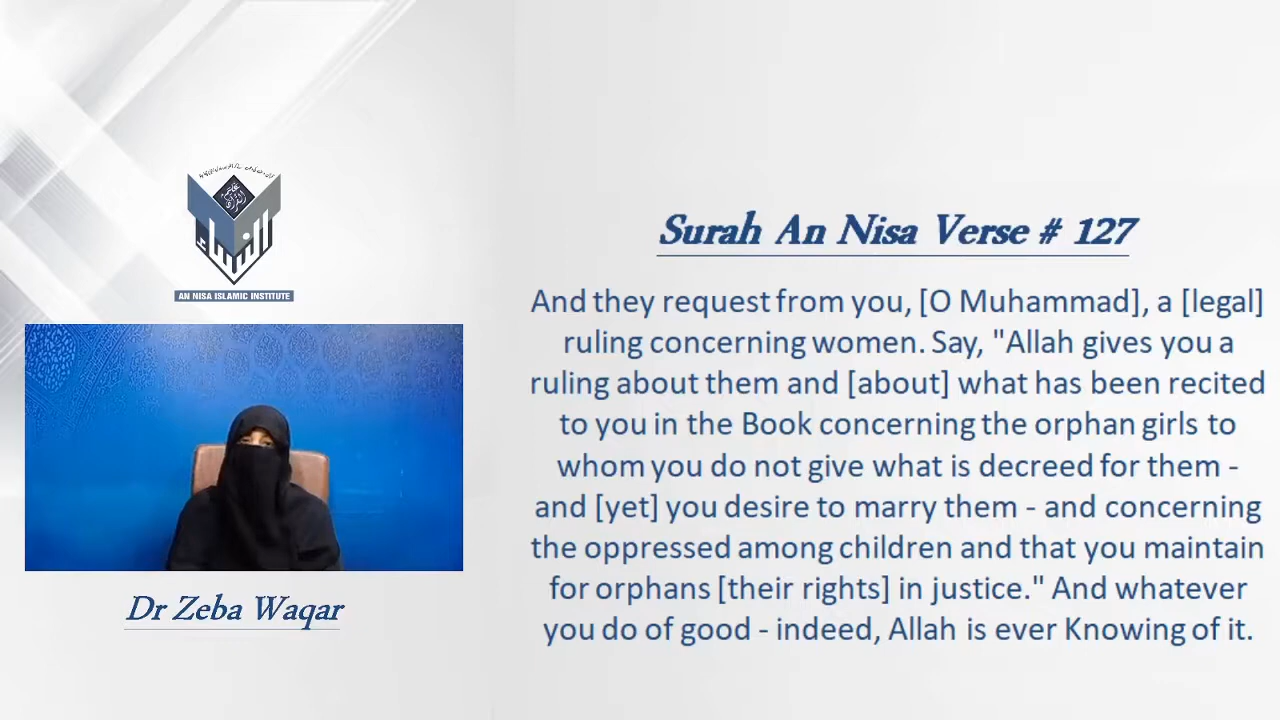 النساء
AN NISA ISLAMIC INSTITUTE
Dr Zeba Waqar
Surah An Nisa Verse # 127
And they request from you, [O Muhammad], a [legal]
ruling concerning women. Say, "Allah gives you a
ruling about them and [about] what has been recited
to you in the Book concerning the orphan girls to
whom you do not give what is decreed for them -
and [yet] you desire to marry them - and concerning
the oppressed among children and that you maintain
for orphans [their rights] in justice." And whatever
you do of good - indeed, Allah is ever Knowing of it.